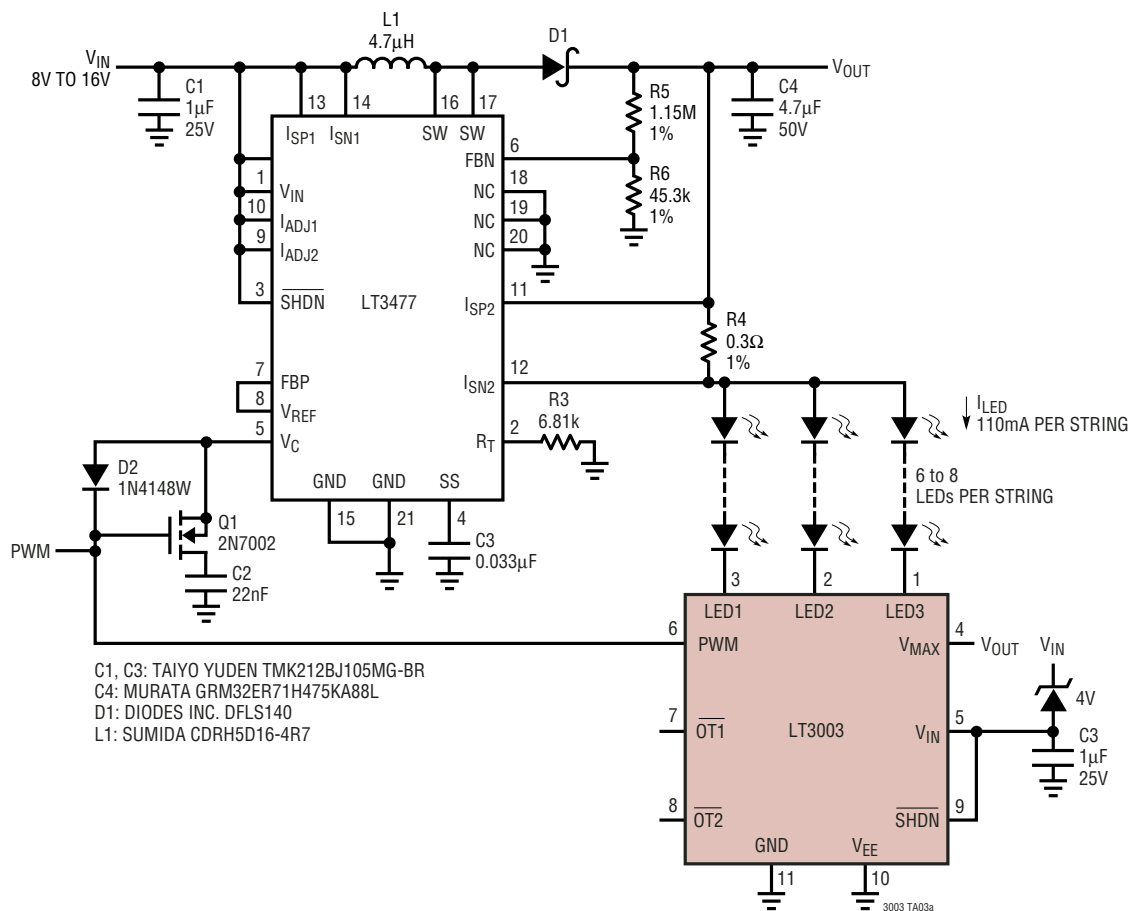 L1
4.7µH
D1
VIN
8V TO 16V
VOUT
C1
1µF
25V
13
14
16
17
R5
1.15M
1%
C4
4.7µF
50V
ISP1
ISN1
SW
SW
FBN
6
R6
45.3k
1%
1
VIN
NC
18
10
IADJ1
NC
19
9
IADJ2
NC
20
3
SHDN
LT3477
ISP2
11
R4
0.3Ω
1%
7
FBP
ISN2
12
8
VREF
R3
6.81k
5
VC
RT
2
ILED
110mA PER STRING
6 to 8
LEDs PER STRING
D2
1N4148W
GND
GND
SS
15
21
4
Q1
2N7002
PWM
C3
0.033µF
C2
22nF
3
2
1
LED1
LED2
LED3
6
PWM
VMAX
4
VOUT
VIN
4V
C1, C3: TAIYO YUDEN TMK212BJ105MG-BR
C4: MURATA GRM32ER71H475KA88L
D1: DIODES INC. DFLS140
L1: SUMIDA CDRH5D16-4R7
7
OT1
LT3003
VIN
5
C3
1µF
25V
8
OT2
SHDN
9
GND
VEE
11
10
3003 TA03a